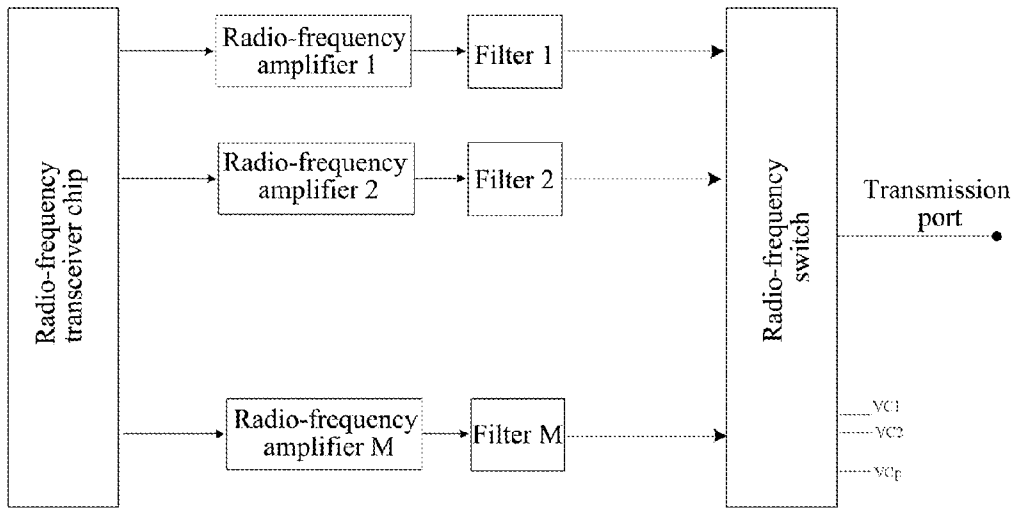 Radio-frequency
transceiver chip
Radio-frequency
amplifier 1
Filter 1
Radio-frequency
amplifier 2
Filter 2
Radio-frequency
amplifier M
Filter M
Radio-frequency
switch
Transmission
port
VC1
VC2
VCp